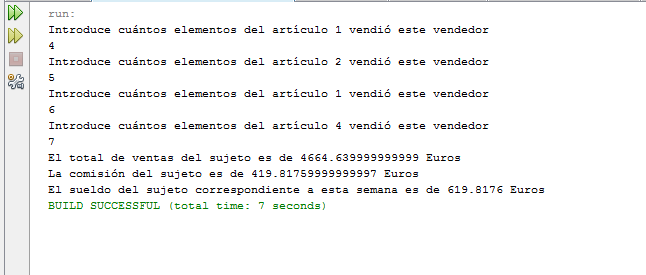 run:
Introduce cuántos elementos del artículo 1 vendió este vendedor
4
Introduce cuántos elementos del artículo 2 vendió este vendedor
5
Introduce cuántos elementos del artículo 1 vendió este vendedor
6
Introduce cuántos elementos del artículo 4 vendió este vendedor
7
El total de ventas del sujeto es de 4664.639999999999 Euros
La comisión del sujeto es de 419.81759999999997 Euros
El sueldo del sujeto correspondiente a esta semana es de 619.8176 Euros
BUILD SUCCESSFUL (total time: 7 seconds)